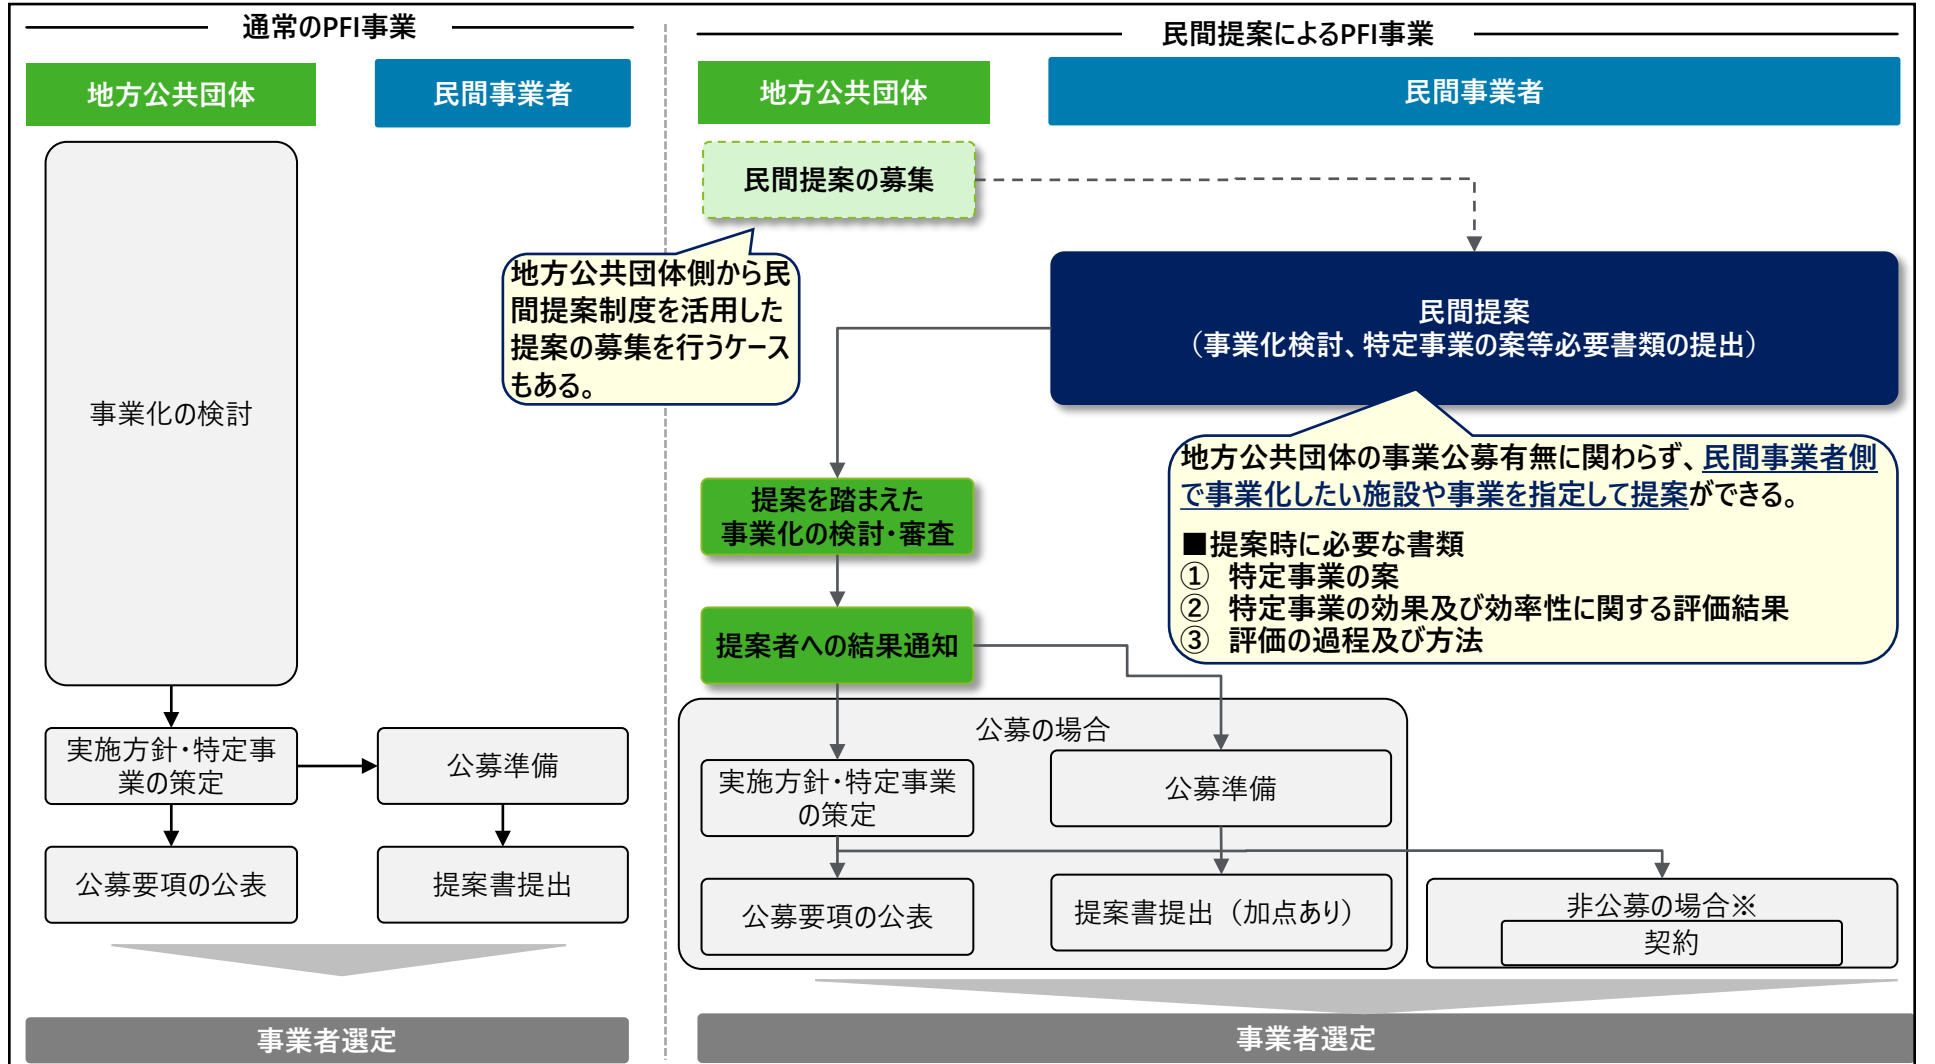 通常のPFI事業
地方公共団体
民間事業者
事業化の検討
実施方針・特定事
業の策定
公募準備
公募要項の公表
提案書提出
事業者選定
民間提案によるPFI事業
地方公共団体
民間事業者
民間提案の募集
地方公共団体側から民
間提案制度を活用した
提案の募集を行うケース
もある。
民間提案
（事業化検討、特定事業の案等必要書類の提出）
地方公共団体の事業公募有無に関わらず、民間事業者側
で事業化したい施設や事業を指定して提案ができる。
■提案時に必要な書類
① 特定事業の案
② 特定事業の効果及び効率性に関する評価結果
③ 評価の過程及び方法
提案を踏まえた
事業化の検討・審査
提案者への結果通知
公募の場合
実施方針・特定事業
の策定
公募準備
公募要項の公表
提案書提出（加点あり）
非公募の場合※
契約
事業者選定